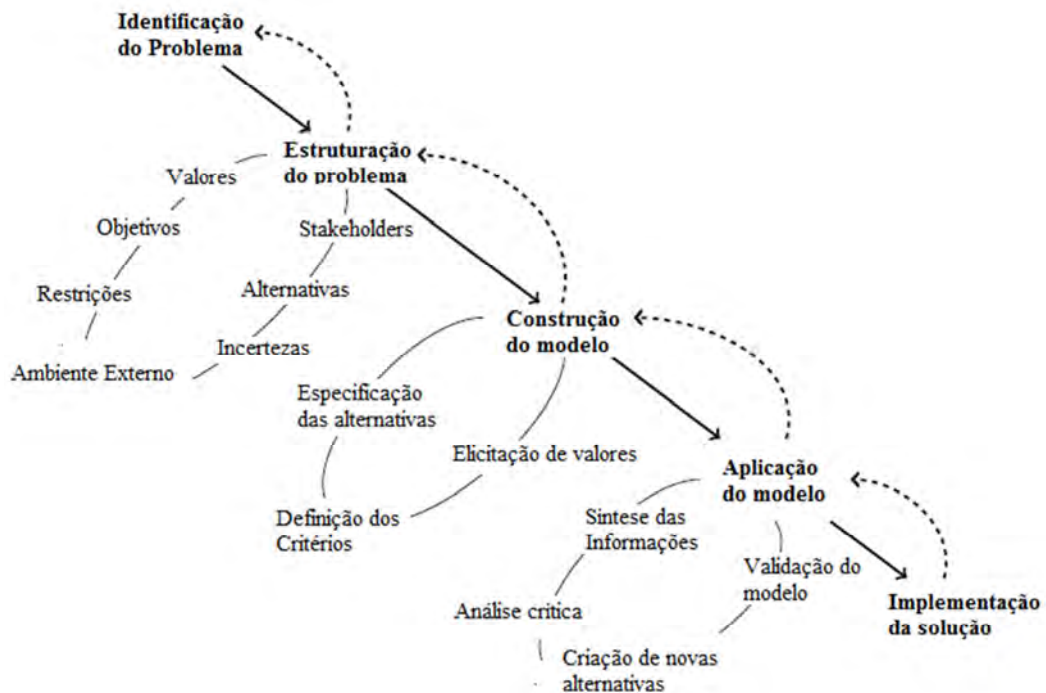 Identificação
do Problema
Estruturação
do problema
Valores
Objetivos
Restrições
Ambiente Externo
Stakeholders
Alternativas
Incertezas
Construção
do modelo
Especificação
das alternativas
Elicitação de valores
Definição dos
Critérios
Aplicação
do modelo
Sintese das
Informações
Validação do
modelo
Análise critica
Criação de novas
alternativas
Implementação
da solução